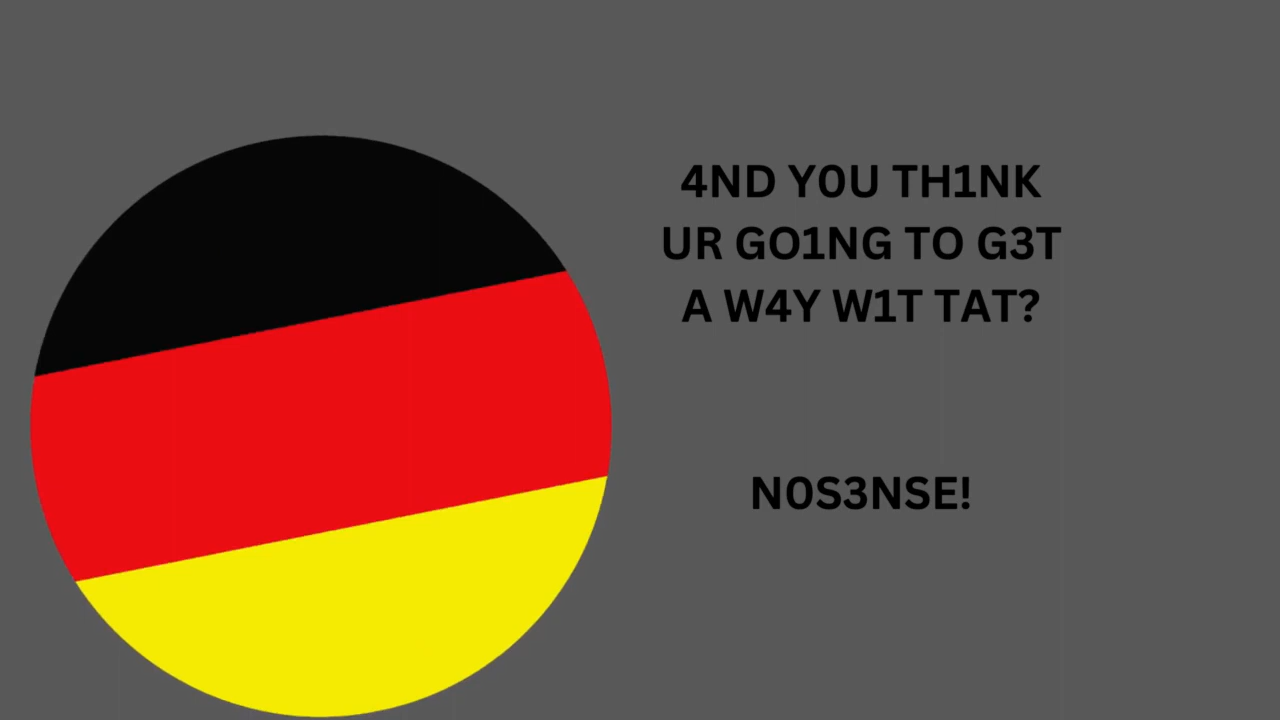 4ND Y0U TH1NK
UR GO1NG TO G3T
A W4Y W1T TAT?
N0S3NSE!